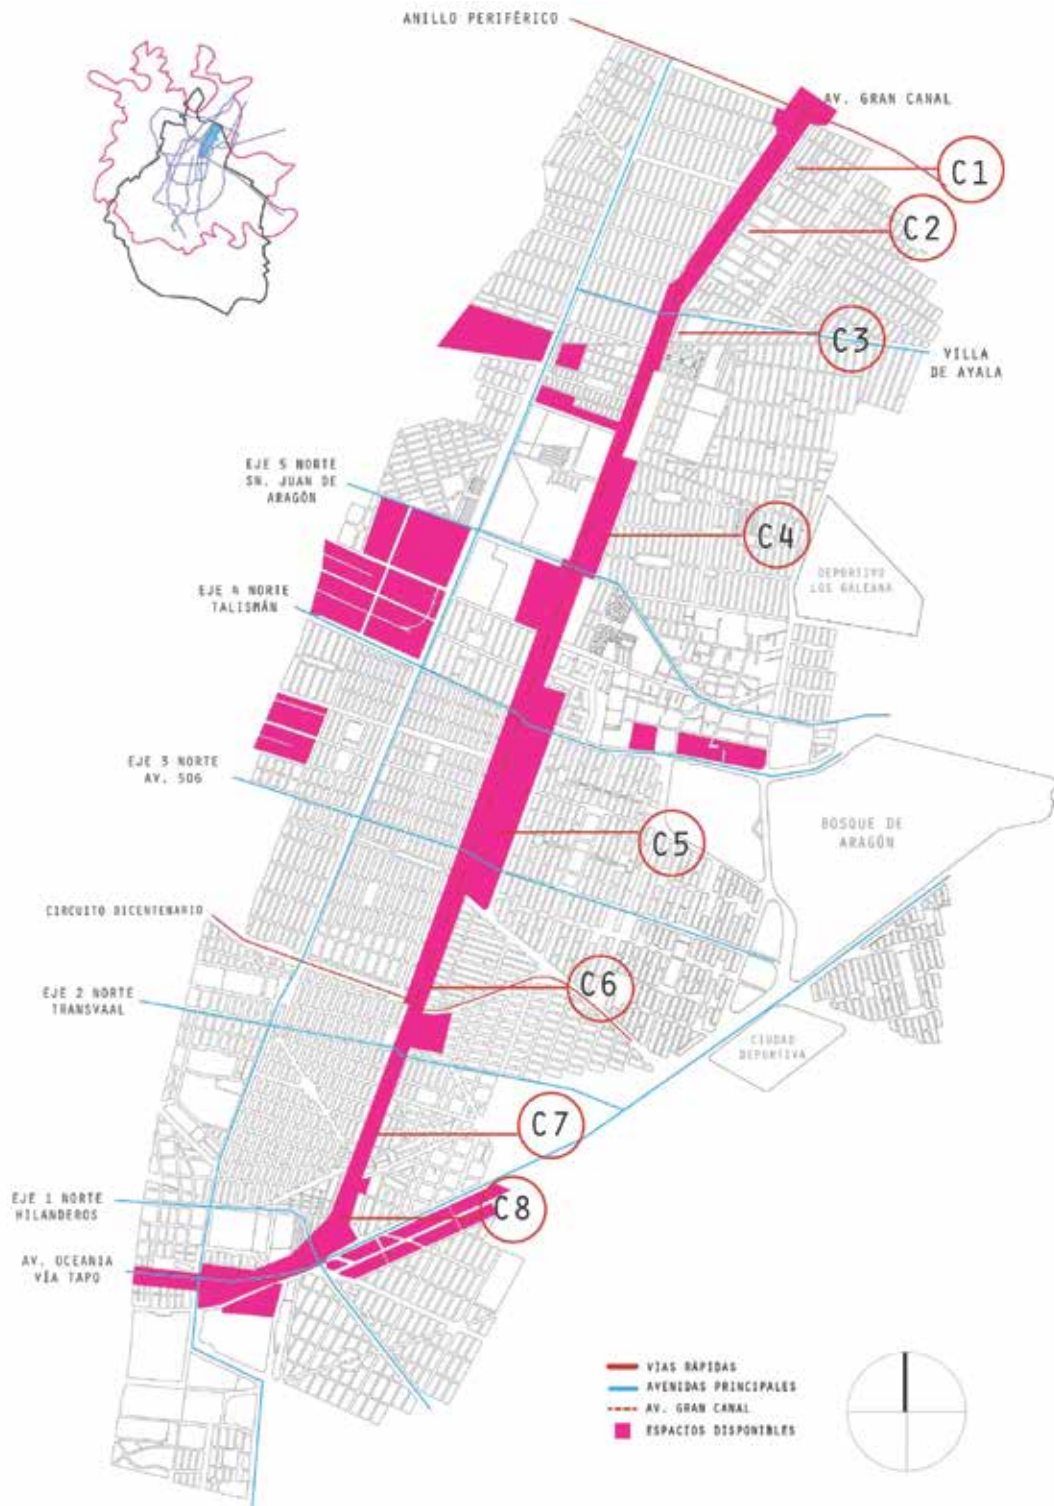 ANILLO PERIFÉRICO
AV. GRAN CANAL
C1
C2
C3
VILLA
DE AYALA
EJE 5 NORTE
SN. JUAN DE
ARAGÓN
C4
DEPORTIVO
LOS GALEANA
EJE 4 NORTE
TALISMÁN
EJE 3 NORTE
AV. 506
C5
BOSQUE DE
ARAGÓN
CIRCUITO BICENTENARIO
EJE 2 NORTE
TRANSVAAL
C6
CIUDAD
DEPORTIVA
C7
EJE 1 NORTE
HILANDEROS
C8
AV. OCEANIA
VÍA TAPO
VIAS RÁPIDAS
AVENIDAS PRINCIPALES
AV. GRAN CANAL
ESPACIOS DISPONIBLES